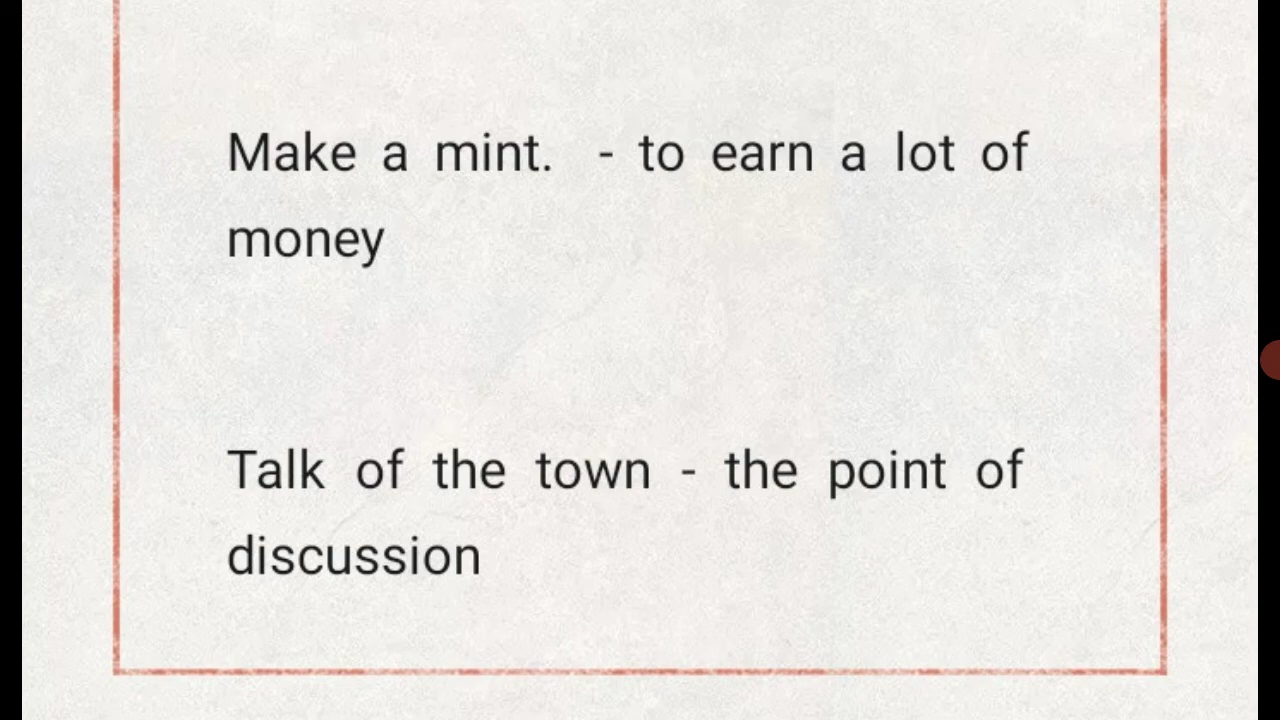 Make a mint.  - to earn a lot of
money
Talk of the town - the point of
discussion